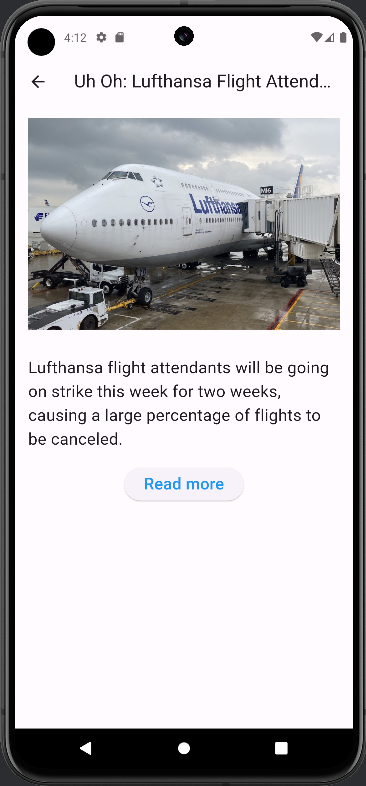 4:12
Uh Oh: Lufthansa Flight Attend...
M16
Lufthansa
Lufthansa flight attendants will be going
on strike this week for two weeks,
causing a large percentage of flights to
be canceled.
Read more